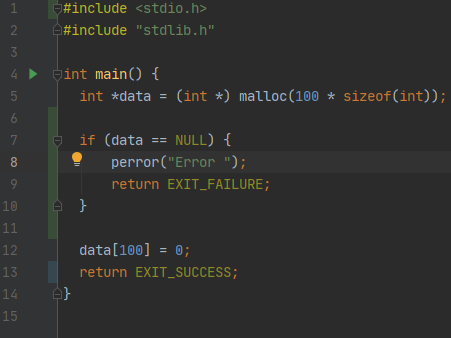 1 #include <stdio.h>
2 #include "stdlib.h"
3
4 int main() {
5   int *data = (int *) malloc(100 * sizeof(int));
6
7   if (data == NULL) {
8       perror("Error ");
9       return EXIT_FAILURE;
10   }
11
12   data[100] = 0;
13   return EXIT_SUCCESS;
14 }
15